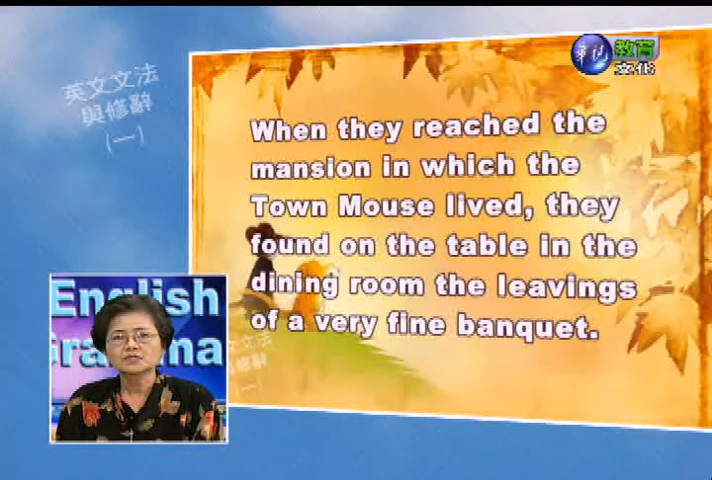 英文文法
與修辭
(一)
華視
教育
文化
When they reached the
mansion in which the
Town Mouse lived, they
found on the table in the
dining room the leavings
of a very fine banquet.
English
Gramma